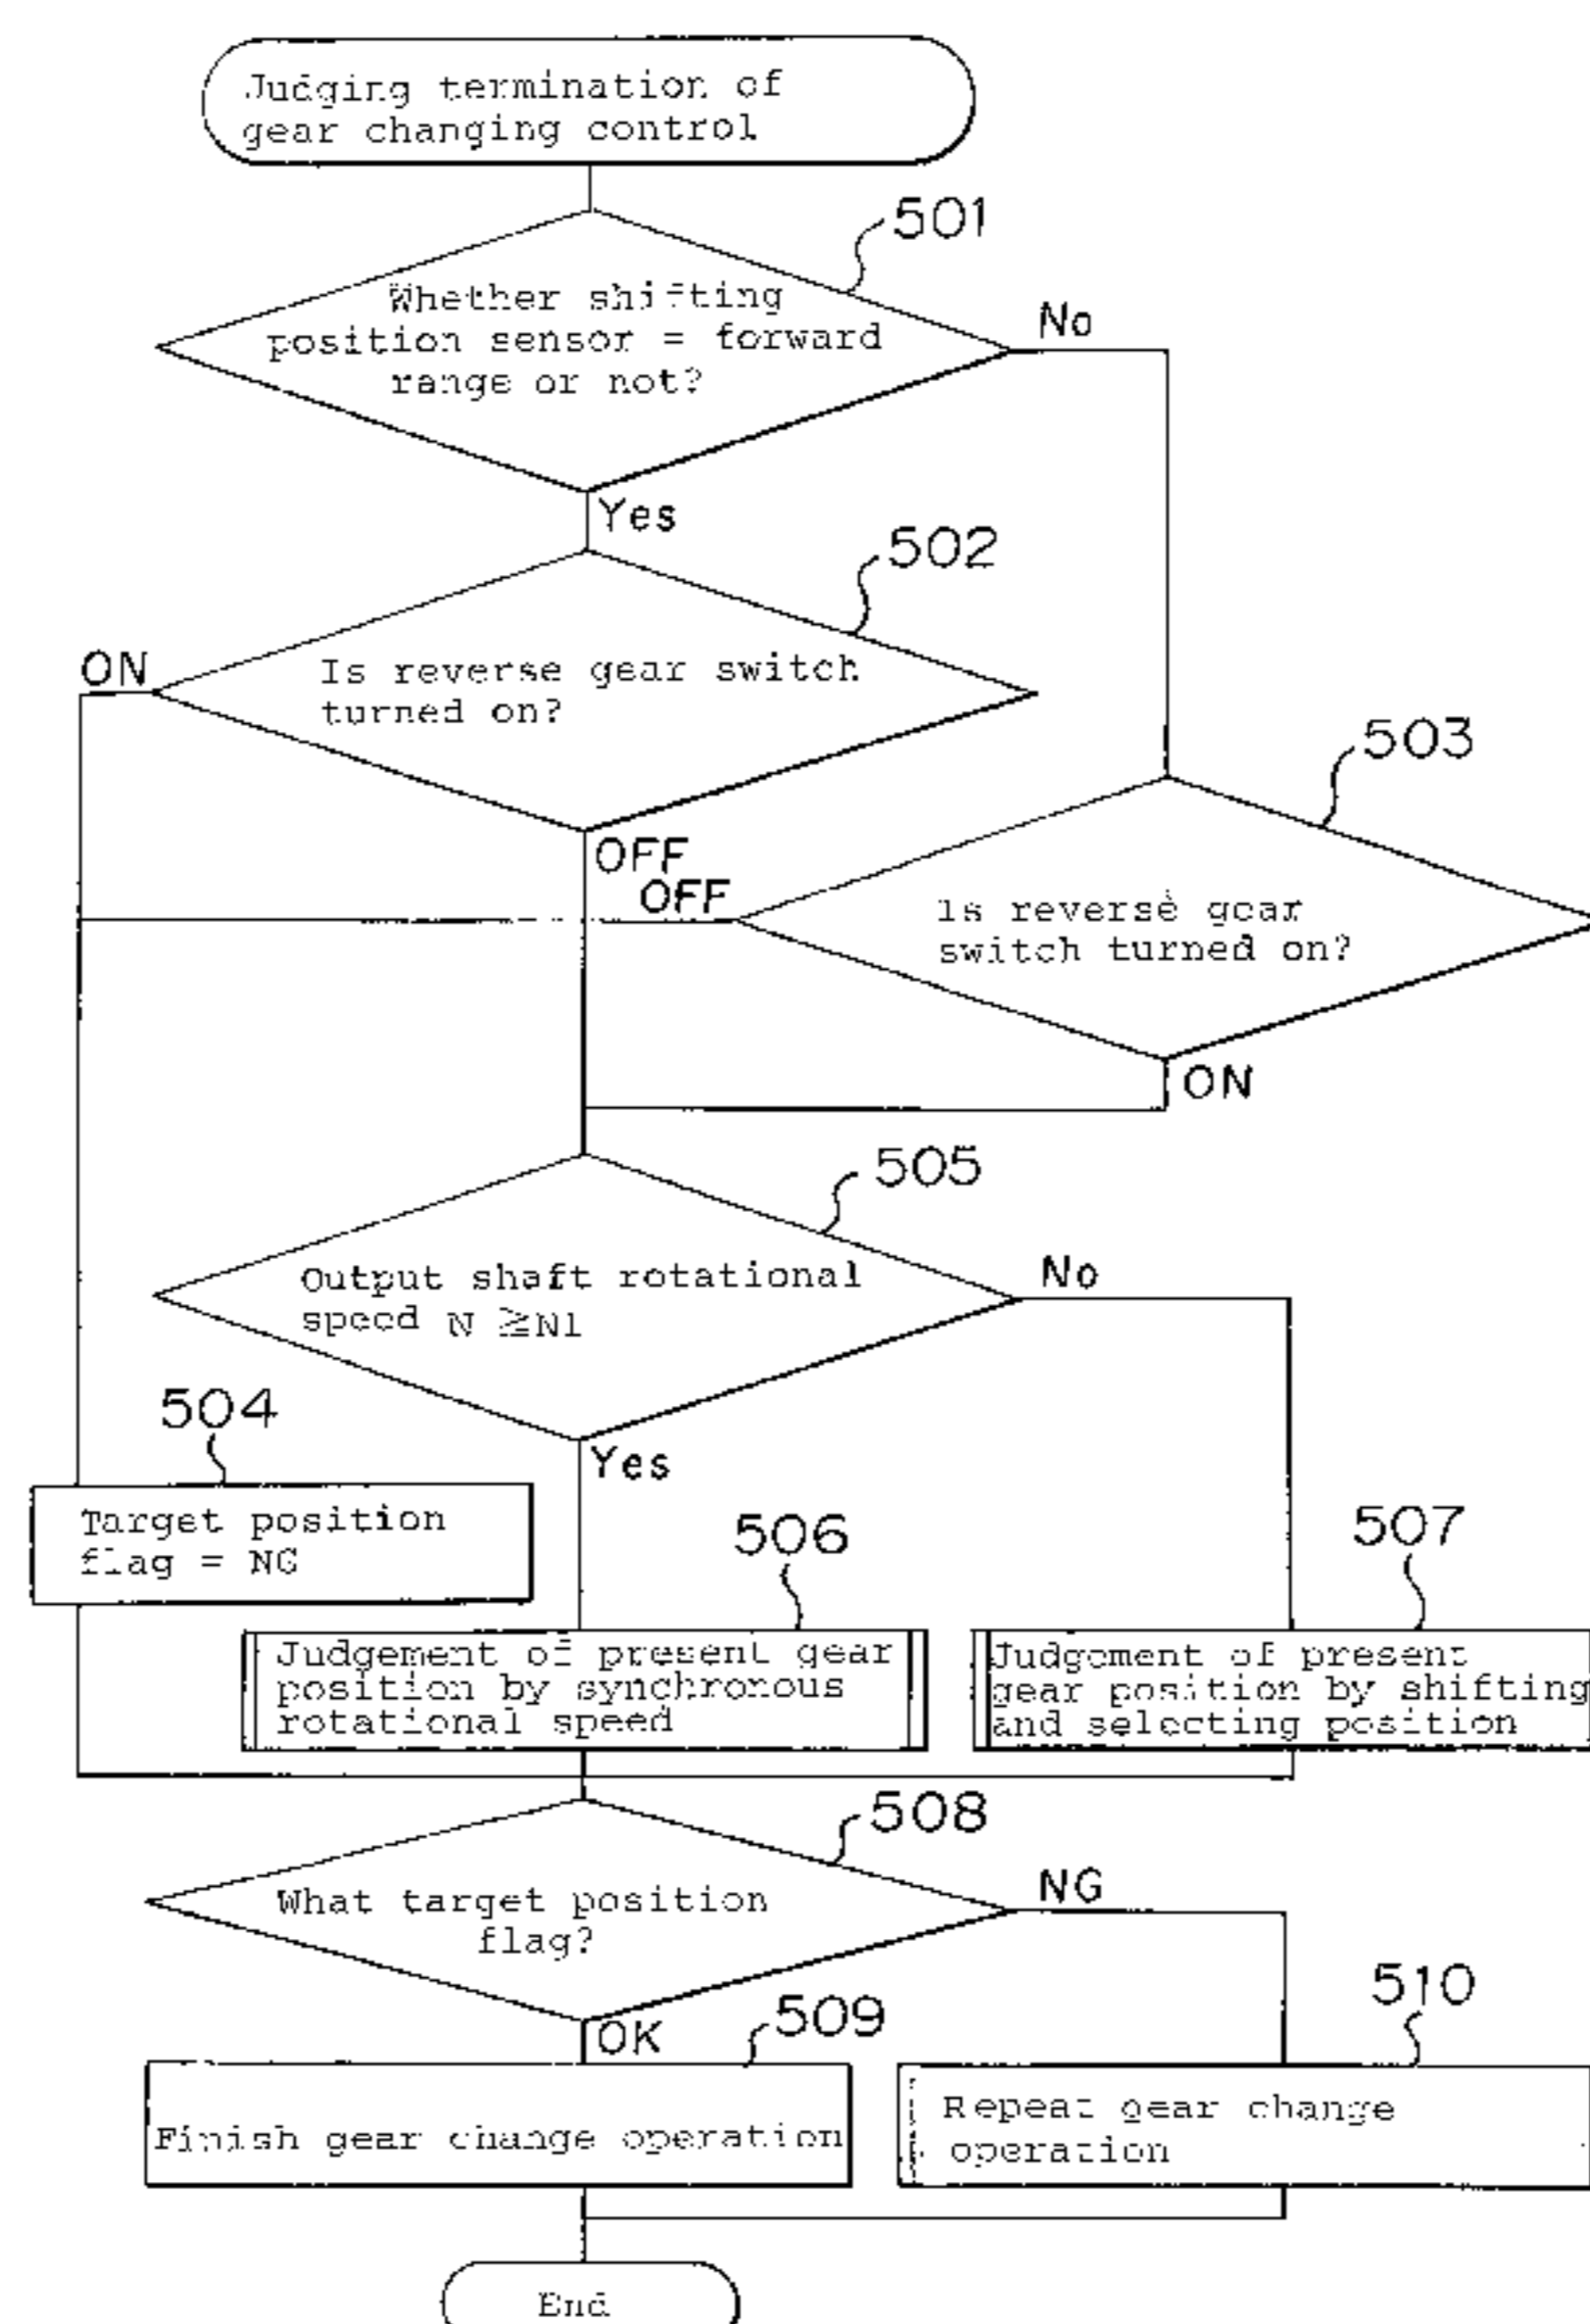 Judging termination of
gear changing control
501
Whether shifting
position sensor = forward
range or not?
No
Yes
502
Is reverse gear switch
turned on?
ON
OFF
503
Is reverse gear
switch turned on?
OFF
ON
505
Output shaft rotational
speed N ≧N1
No
Yes
504
Target position
flag = NG
506
Judgement of present gear
position by synchronous
rotational speed
507
Judgement of present
gear position by shifting
and selecting position
508
What target position
flag?
NG
OK
509
Finish gear change operation
510
Repeat gear change
operation
End